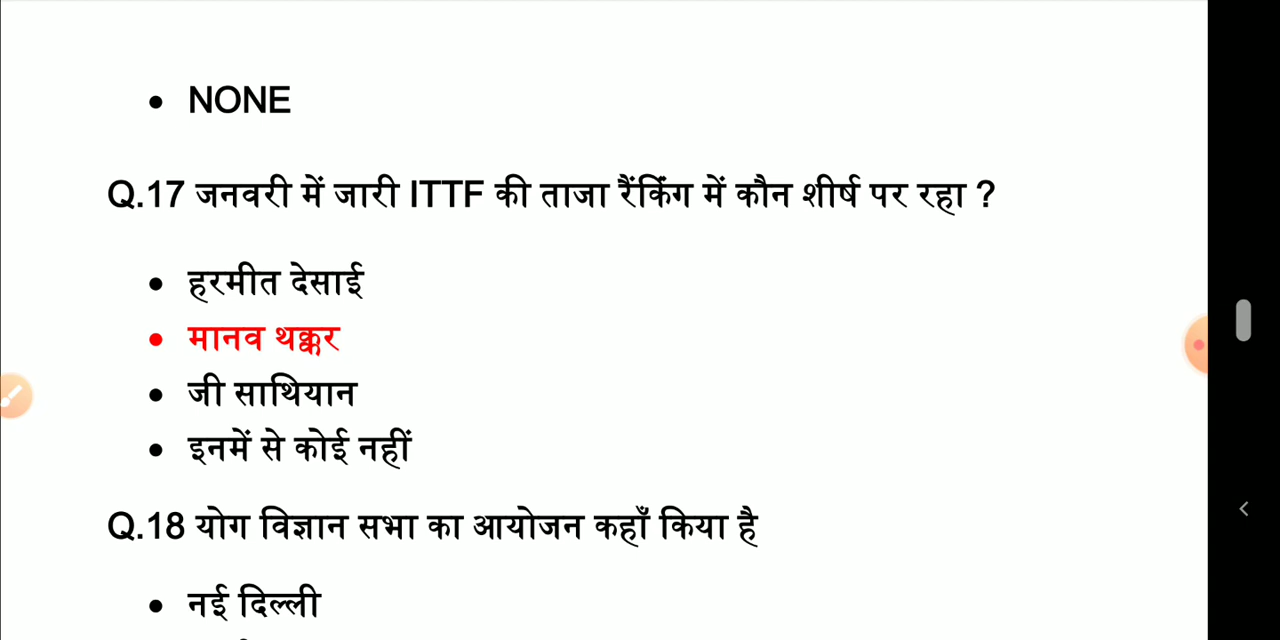 • NONE
Q.17 जनवरी में जारी ITTF की ताजा रैंकिंग में कौन शीर्ष पर रहा ?
• हरमीत देसाई
• मानव थक्कर
• जी साथियान
• इनमें से कोई नहीं
Q.18 योग विज्ञान सभा का आयोजन कहाँ किया है
• नई दिल्ली